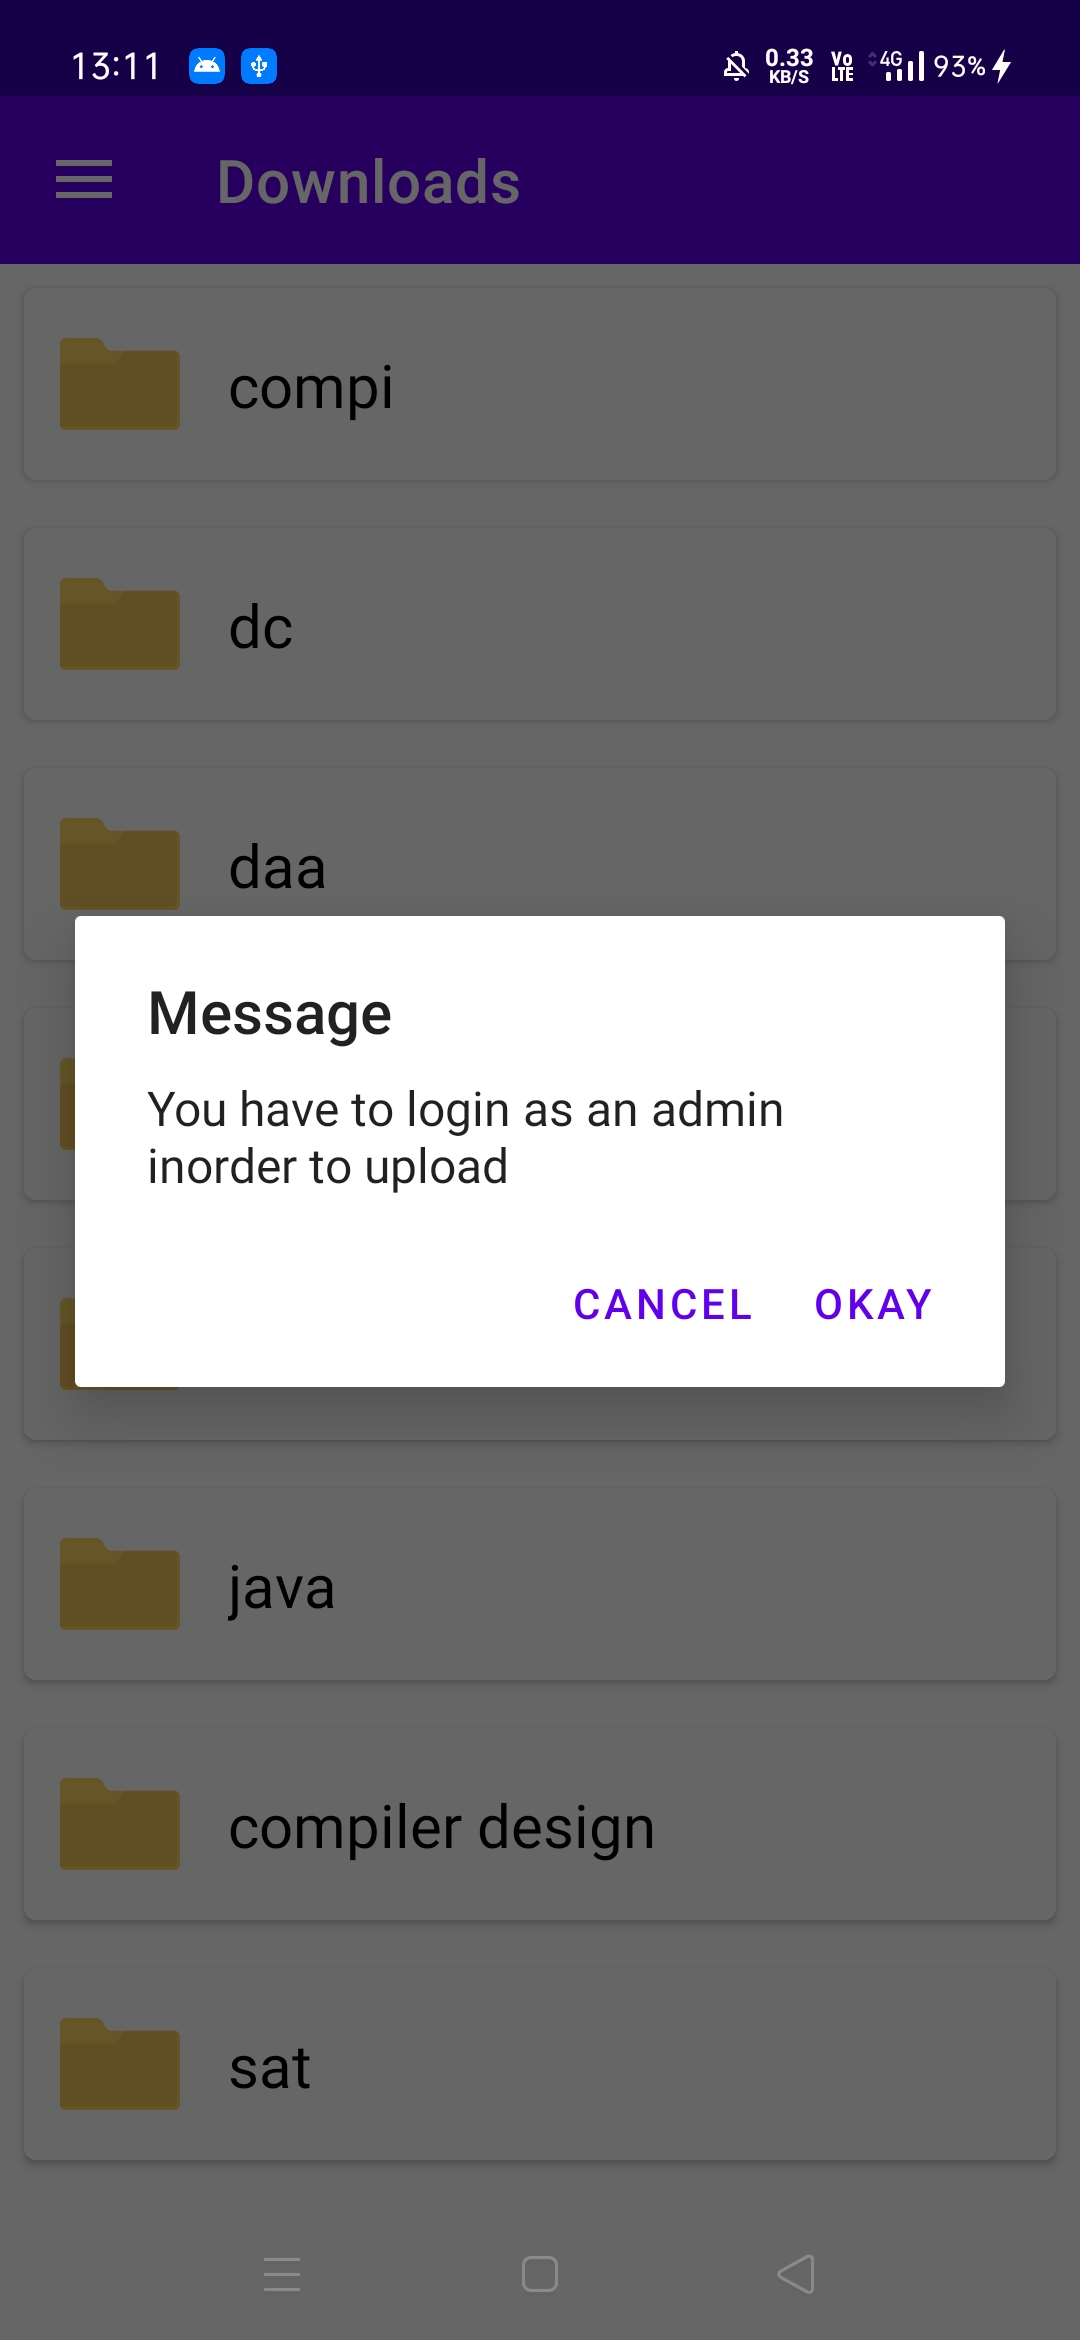 13:11
0.33 KB/S Vo LTE 4G 93%
Downloads
compi
dc
daa
Message
You have to login as an admin
inorder to upload
CANCEL OKAY
java
compiler design
sat